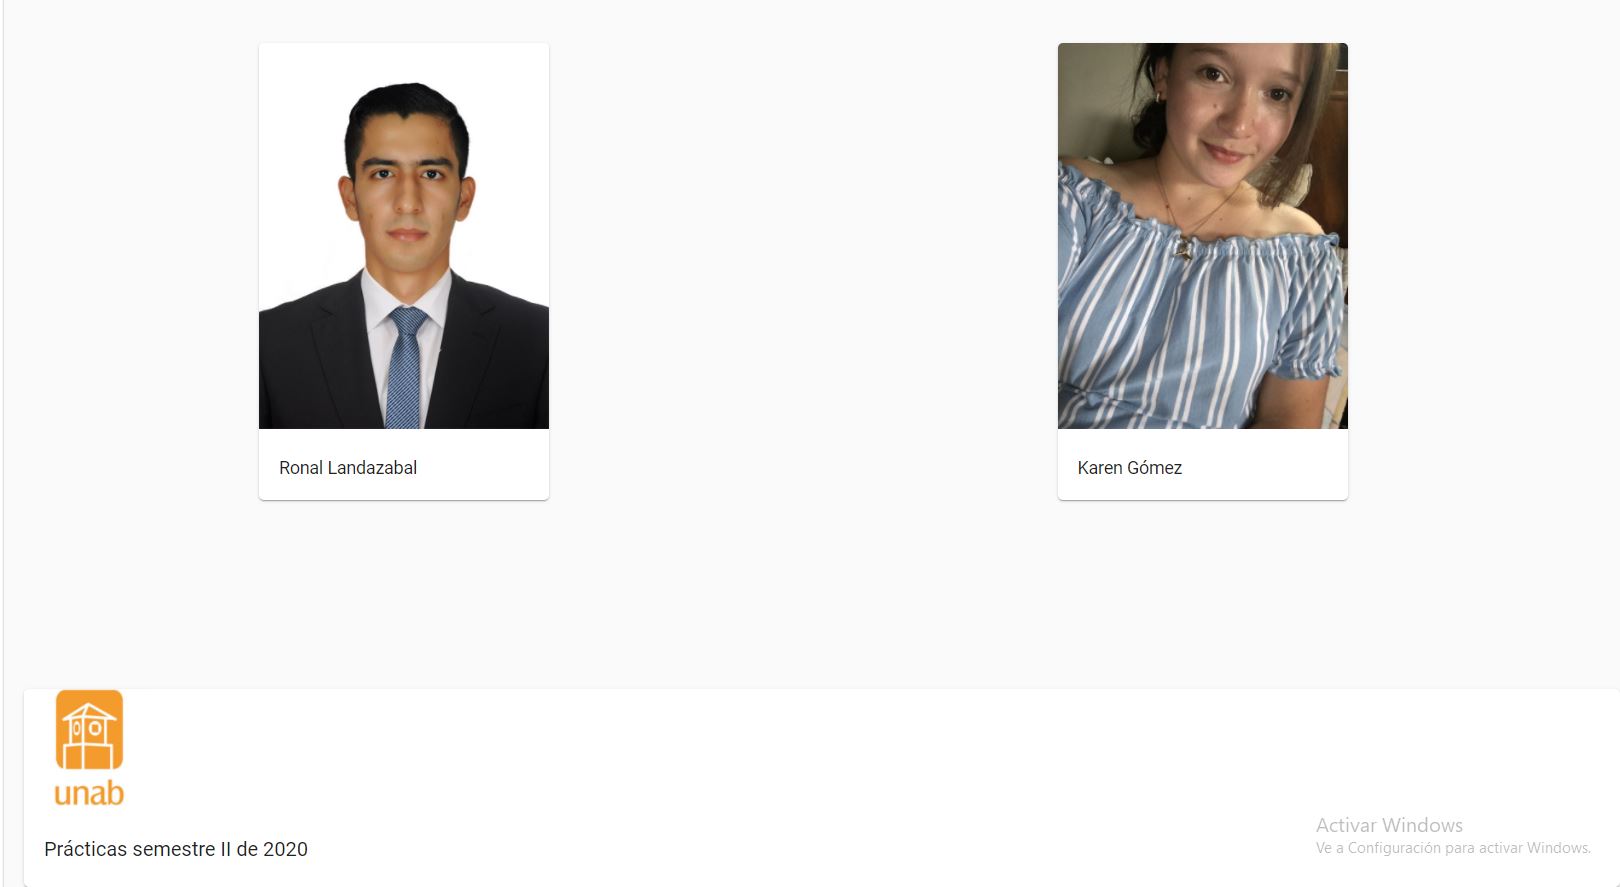 Ronal Landazabal
Karen Gómez
unab
Prácticas semestre II de 2020
Activar Windows
Ve a Configuración para activar Windows.